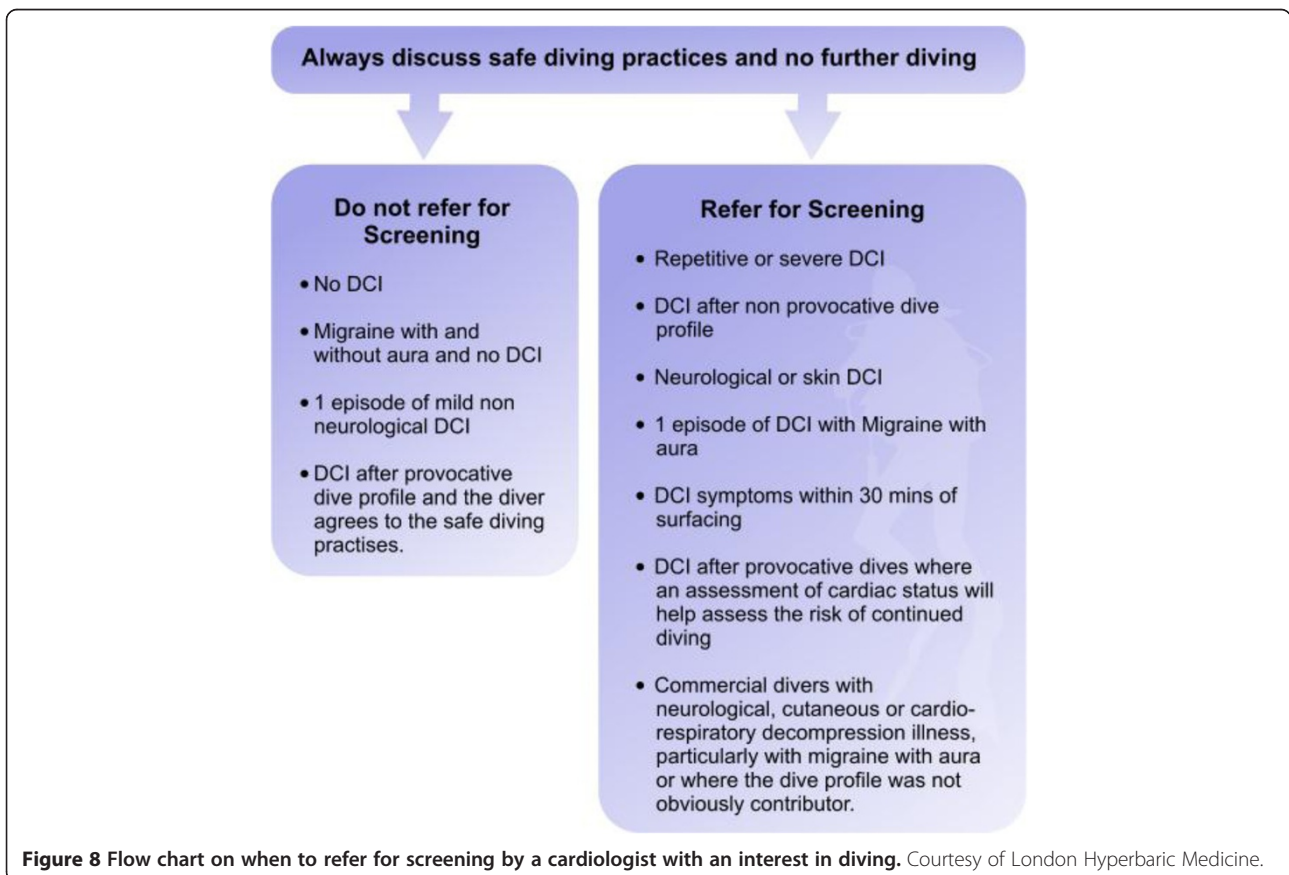 Always discuss safe diving practices and no further diving
Do not refer for
Screening
• No DCI
• Migraine with and
without aura and no DCI
• 1 episode of mild non
neurological DCI
• DCI after provocative
dive profile and the diver
agrees to the safe diving
practises.
Refer for Screening
• Repetitive or severe DCI
• DCI after non provocative dive
profile
• Neurological or skin DCI
• 1 episode of DCI with Migraine with
aura
• DCI symptoms within 30 mins of
surfacing
• DCI after provocative dives where
an assessment of cardiac status will
help assess the risk of continued
diving
• Commercial divers with
neurological, cutaneous or cardio-
respiratory decompression illness,
particularly with migraine with aura
or where the dive profile was not
obviously contributor.
Figure 8 Flow chart on when to refer for screening by a cardiologist with an interest in diving. Courtesy of London Hyperbaric Medicine.